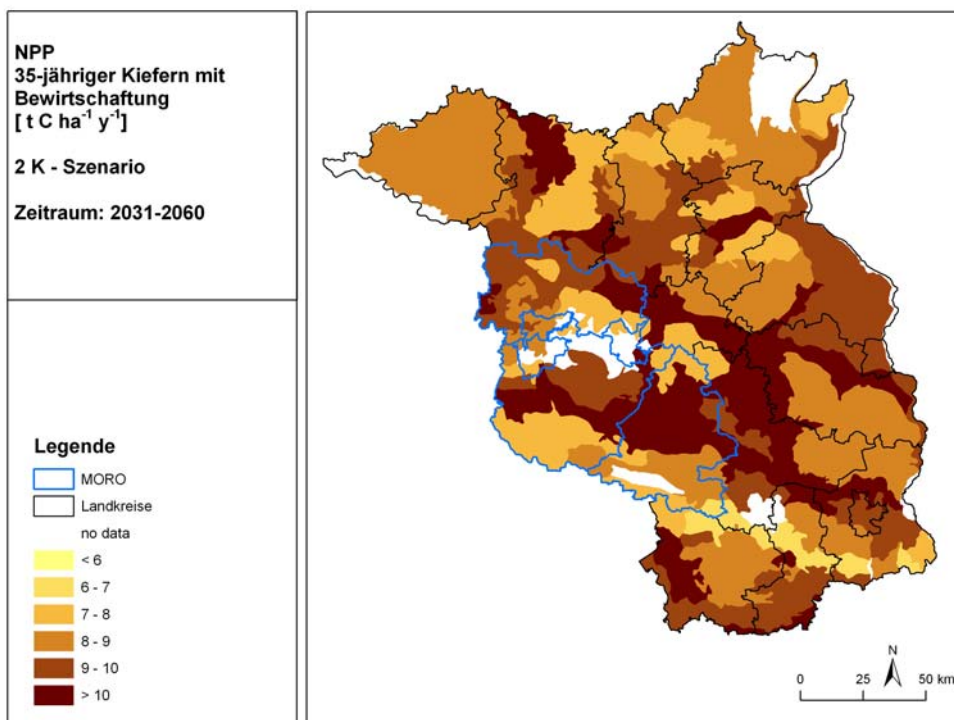 NPP
35-jähriger Kiefern mit
Bewirtschaftung
[ t C ha⁻¹ y⁻¹]
2 K - Szenario
Zeitraum: 2031-2060
Legende
MORO
Landkreise
no data
< 6
6 - 7
7 - 8
8 - 9
9 - 10
> 10
N
0 25 50 km